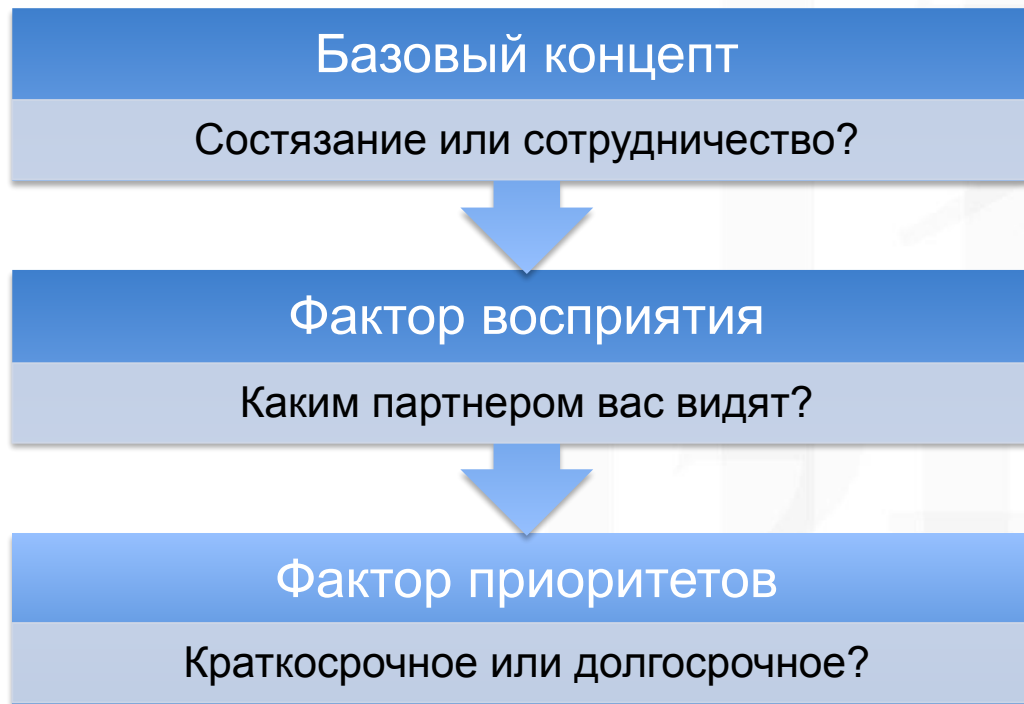 Базовый концепт
Состязание или сотрудничество?
Фактор восприятия
Каким партнером вас видят?
Фактор приоритетов
Краткосрочное или долгосрочное?